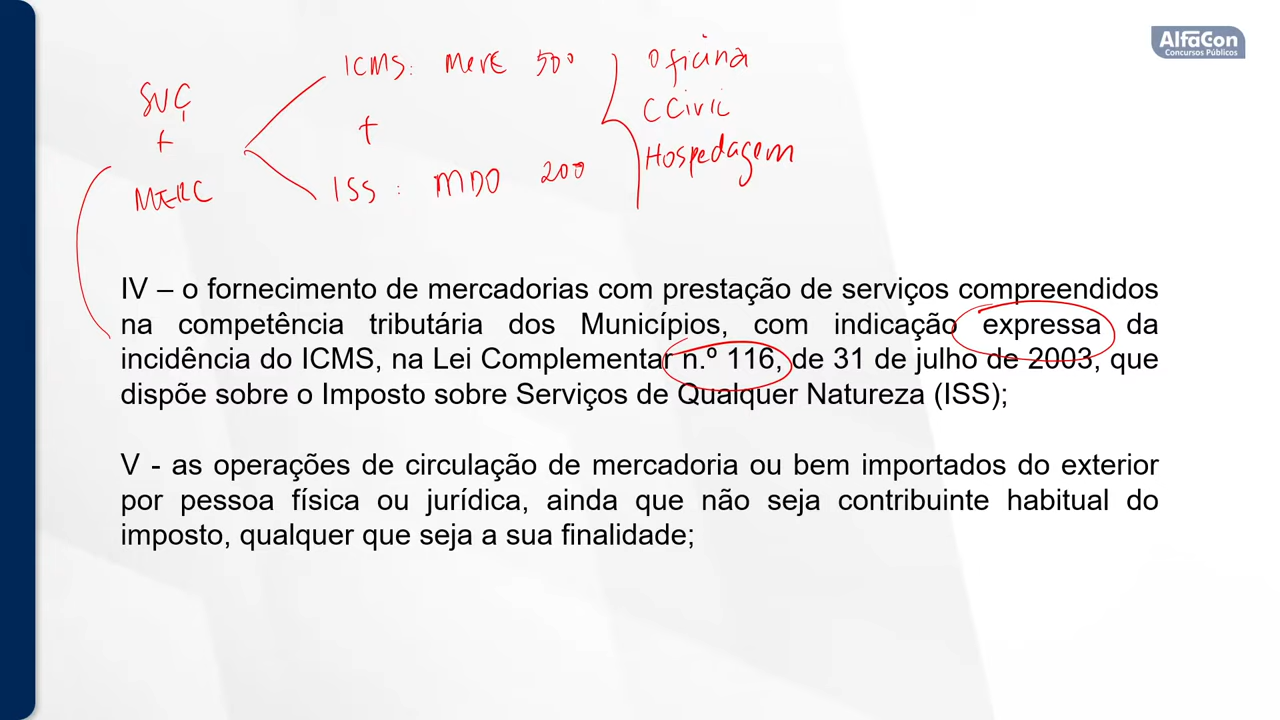 AlfaCon
Concursos Públicos
SVÇ
+
MERC
ICMS: MERC 500
+
ISS: MDO 200
Oficina
CCivil
Hospedagem
IV – o fornecimento de mercadorias com prestação de serviços compreendidos
na competência tributária dos Municípios, com indicação expressa da
incidência do ICMS, na Lei Complementar n.º 116, de 31 de julho de 2003, que
dispõe sobre o Imposto sobre Serviços de Qualquer Natureza (ISS);
V - as operações de circulação de mercadoria ou bem importados do exterior
por pessoa física ou jurídica, ainda que não seja contribuinte habitual do
imposto, qualquer que seja a sua finalidade;